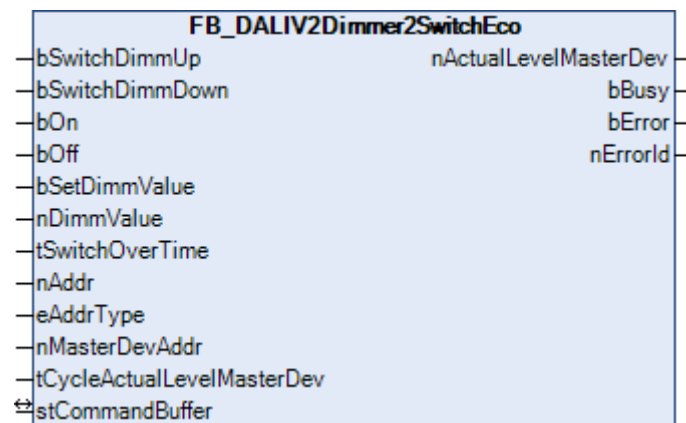 FB_DALIV2Dimmer2SwitchEco
bSwitchDimmUp nActualLevelMasterDev
bSwitchDimmDown bBusy
bOn bError
bOff nErrorId
bSetDimmValue
nDimmValue
tSwitchOverTime
nAddr
eAddrType
nMasterDevAddr
tCycleActualLevelMasterDev
stCommandBuffer